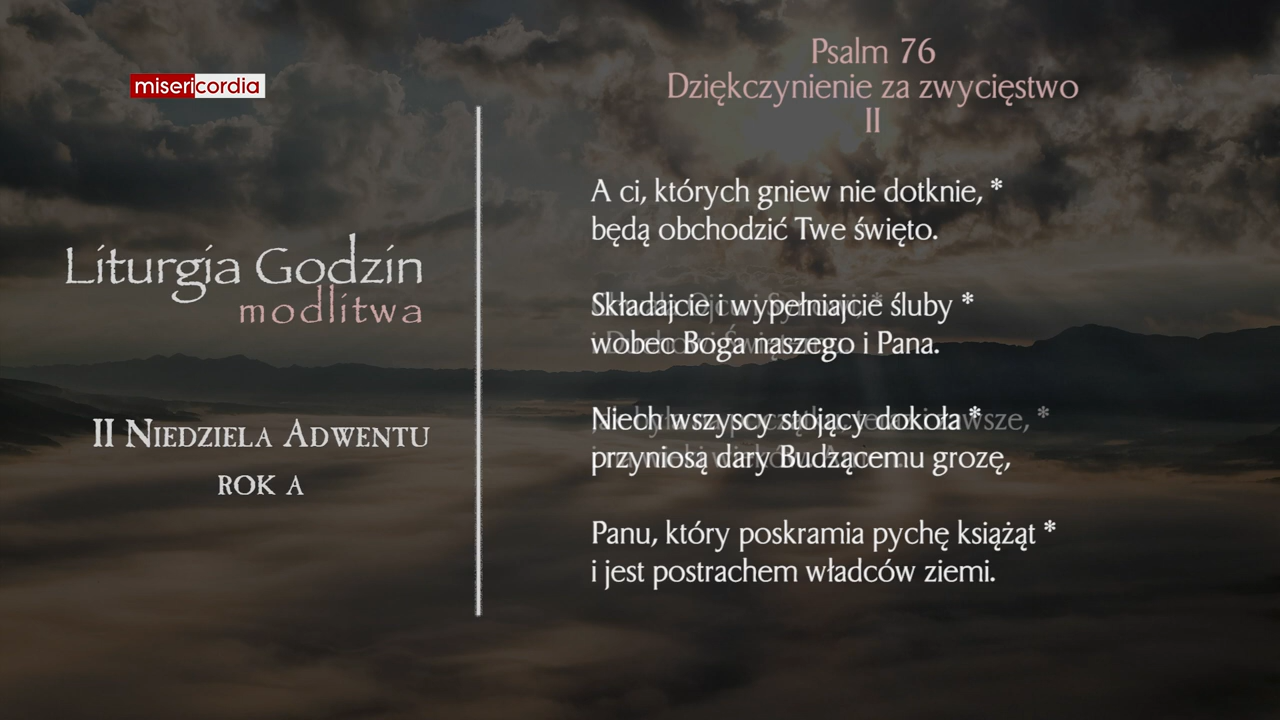 misericordia
Liturgia Godzin
modlitwa
II Niedziela Adwentu
rok A
Psalm 76
Dziękczynienie za zwycięstwo
II
A ci, których gniew nie dotknie, *
będą obchodzić Twe święto.
Składajcie i wypełniajcie śluby *
wobec Boga naszego i Pana.
Niech wszyscy stojący dokoła *
przyniosą dary Budzącemu grozę,
Panu, który poskramia pychę książąt *
i jest postrachem władców ziemi.